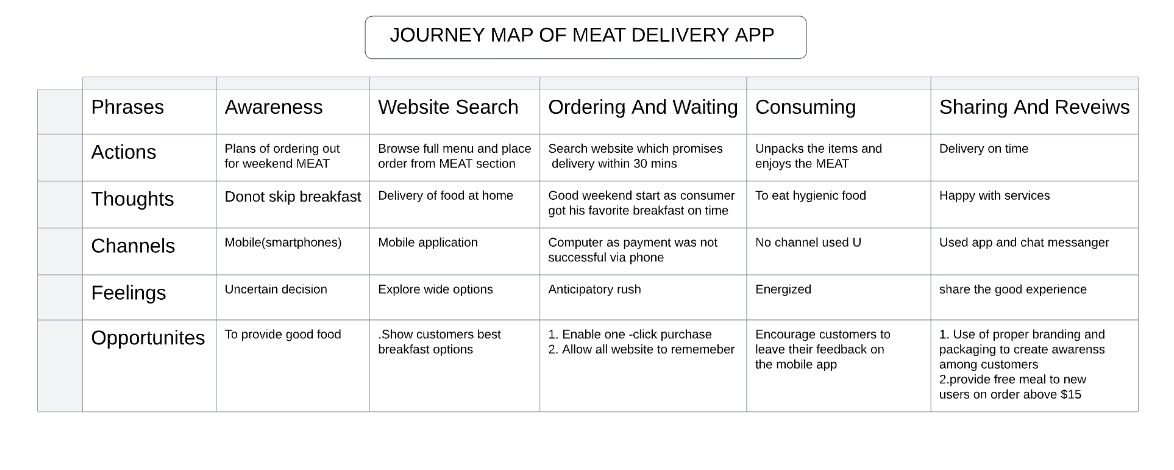 JOURNEY MAP OF MEAT DELIVERY APP
Phrases
Awareness
Website Search
Ordering And Waiting
Consuming
Sharing And Reveiws
Actions
Plans of ordering out
for weekend MEAT
Browse full menu and place
order from MEAT section
Search website which promises
delivery within 30 mins
Unpacks the items and
enjoys the MEAT
Delivery on time
Thoughts
Donot skip breakfast
Delivery of food at home
Good weekend start as consumer
got his favorite breakfast on time
To eat hygienic food
Happy with services
Channels
Mobile(smartphones)
Mobile application
Computer as payment was not
successful via phone
No channel used U
Used app and chat messanger
Feelings
Uncertain decision
Explore wide options
Anticipatory rush
Energized
share the good experience
Opportunites
To provide good food
.Show customers best
breakfast options
1. Enable one -click purchase
2. Allow all website to rememeber
Encourage customers to
leave their feedback on
the mobile app
1. Use of proper branding and
packaging to create awarenss
among customers
2.provide free meal to new
users on order above $15